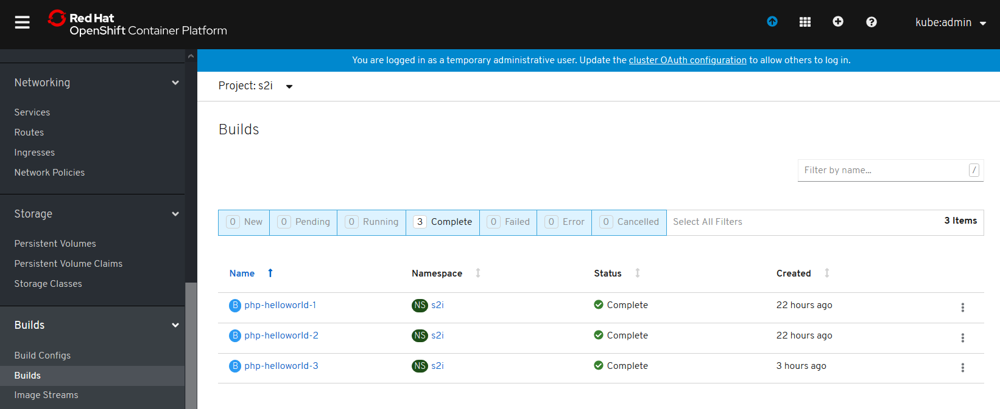 Red Hat
OpenShift Container Platform
kube:admin
You are logged in as a temporary administrative user. Update the cluster OAuth configuration to allow others to log in.
Networking
Services
Routes
Ingresses
Network Policies
Storage
Persistent Volumes
Persistent Volume Claims
Storage Classes
Builds
Build Configs
Builds
Image Streams
Project: s2i
Builds
Filter by name... /
0 New 0 Pending 0 Running 3 Complete 0 Failed 0 Error 0 Cancelled Select All Filters 3 Items
Name Namespace Status Created
B php-helloworld-1 NS s2i Complete 22 hours ago
B php-helloworld-2 NS s2i Complete 22 hours ago
B php-helloworld-3 NS s2i Complete 3 hours ago